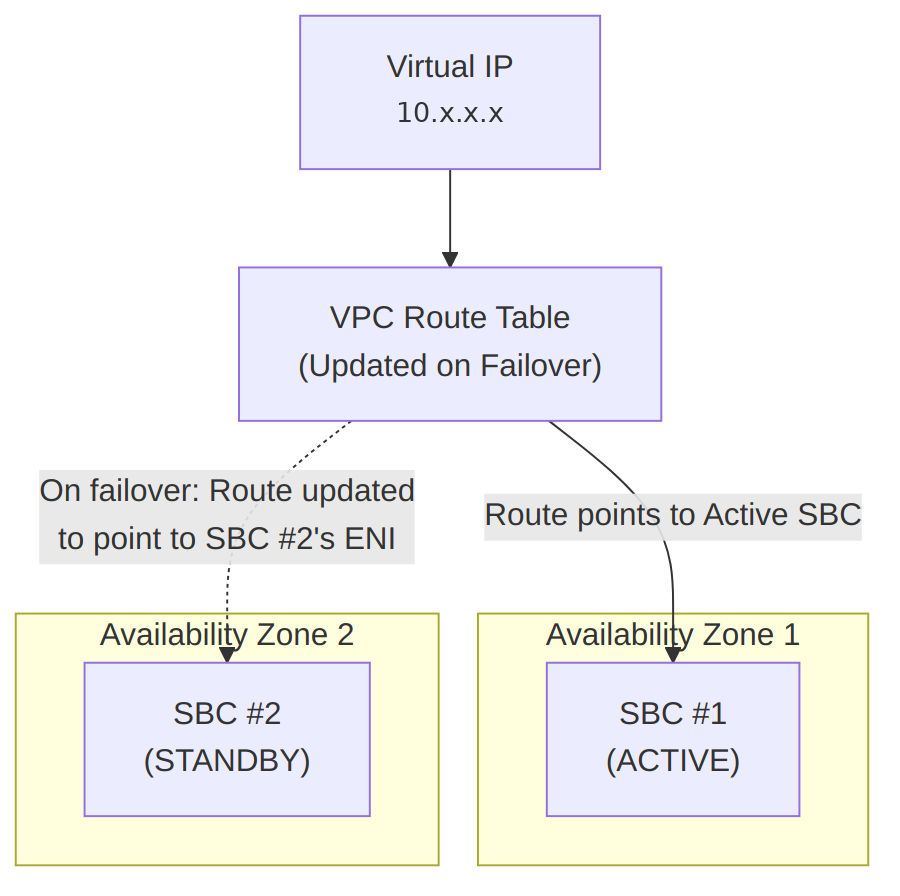 Virtual IP
10.x.x.x
VPC Route Table
(Updated on Failover)
On failover: Route updated
to point to SBC #2's ENI
Route points to Active SBC
Availability Zone 2
SBC #2
(STANDBY)
Availability Zone 1
SBC #1
(ACTIVE)